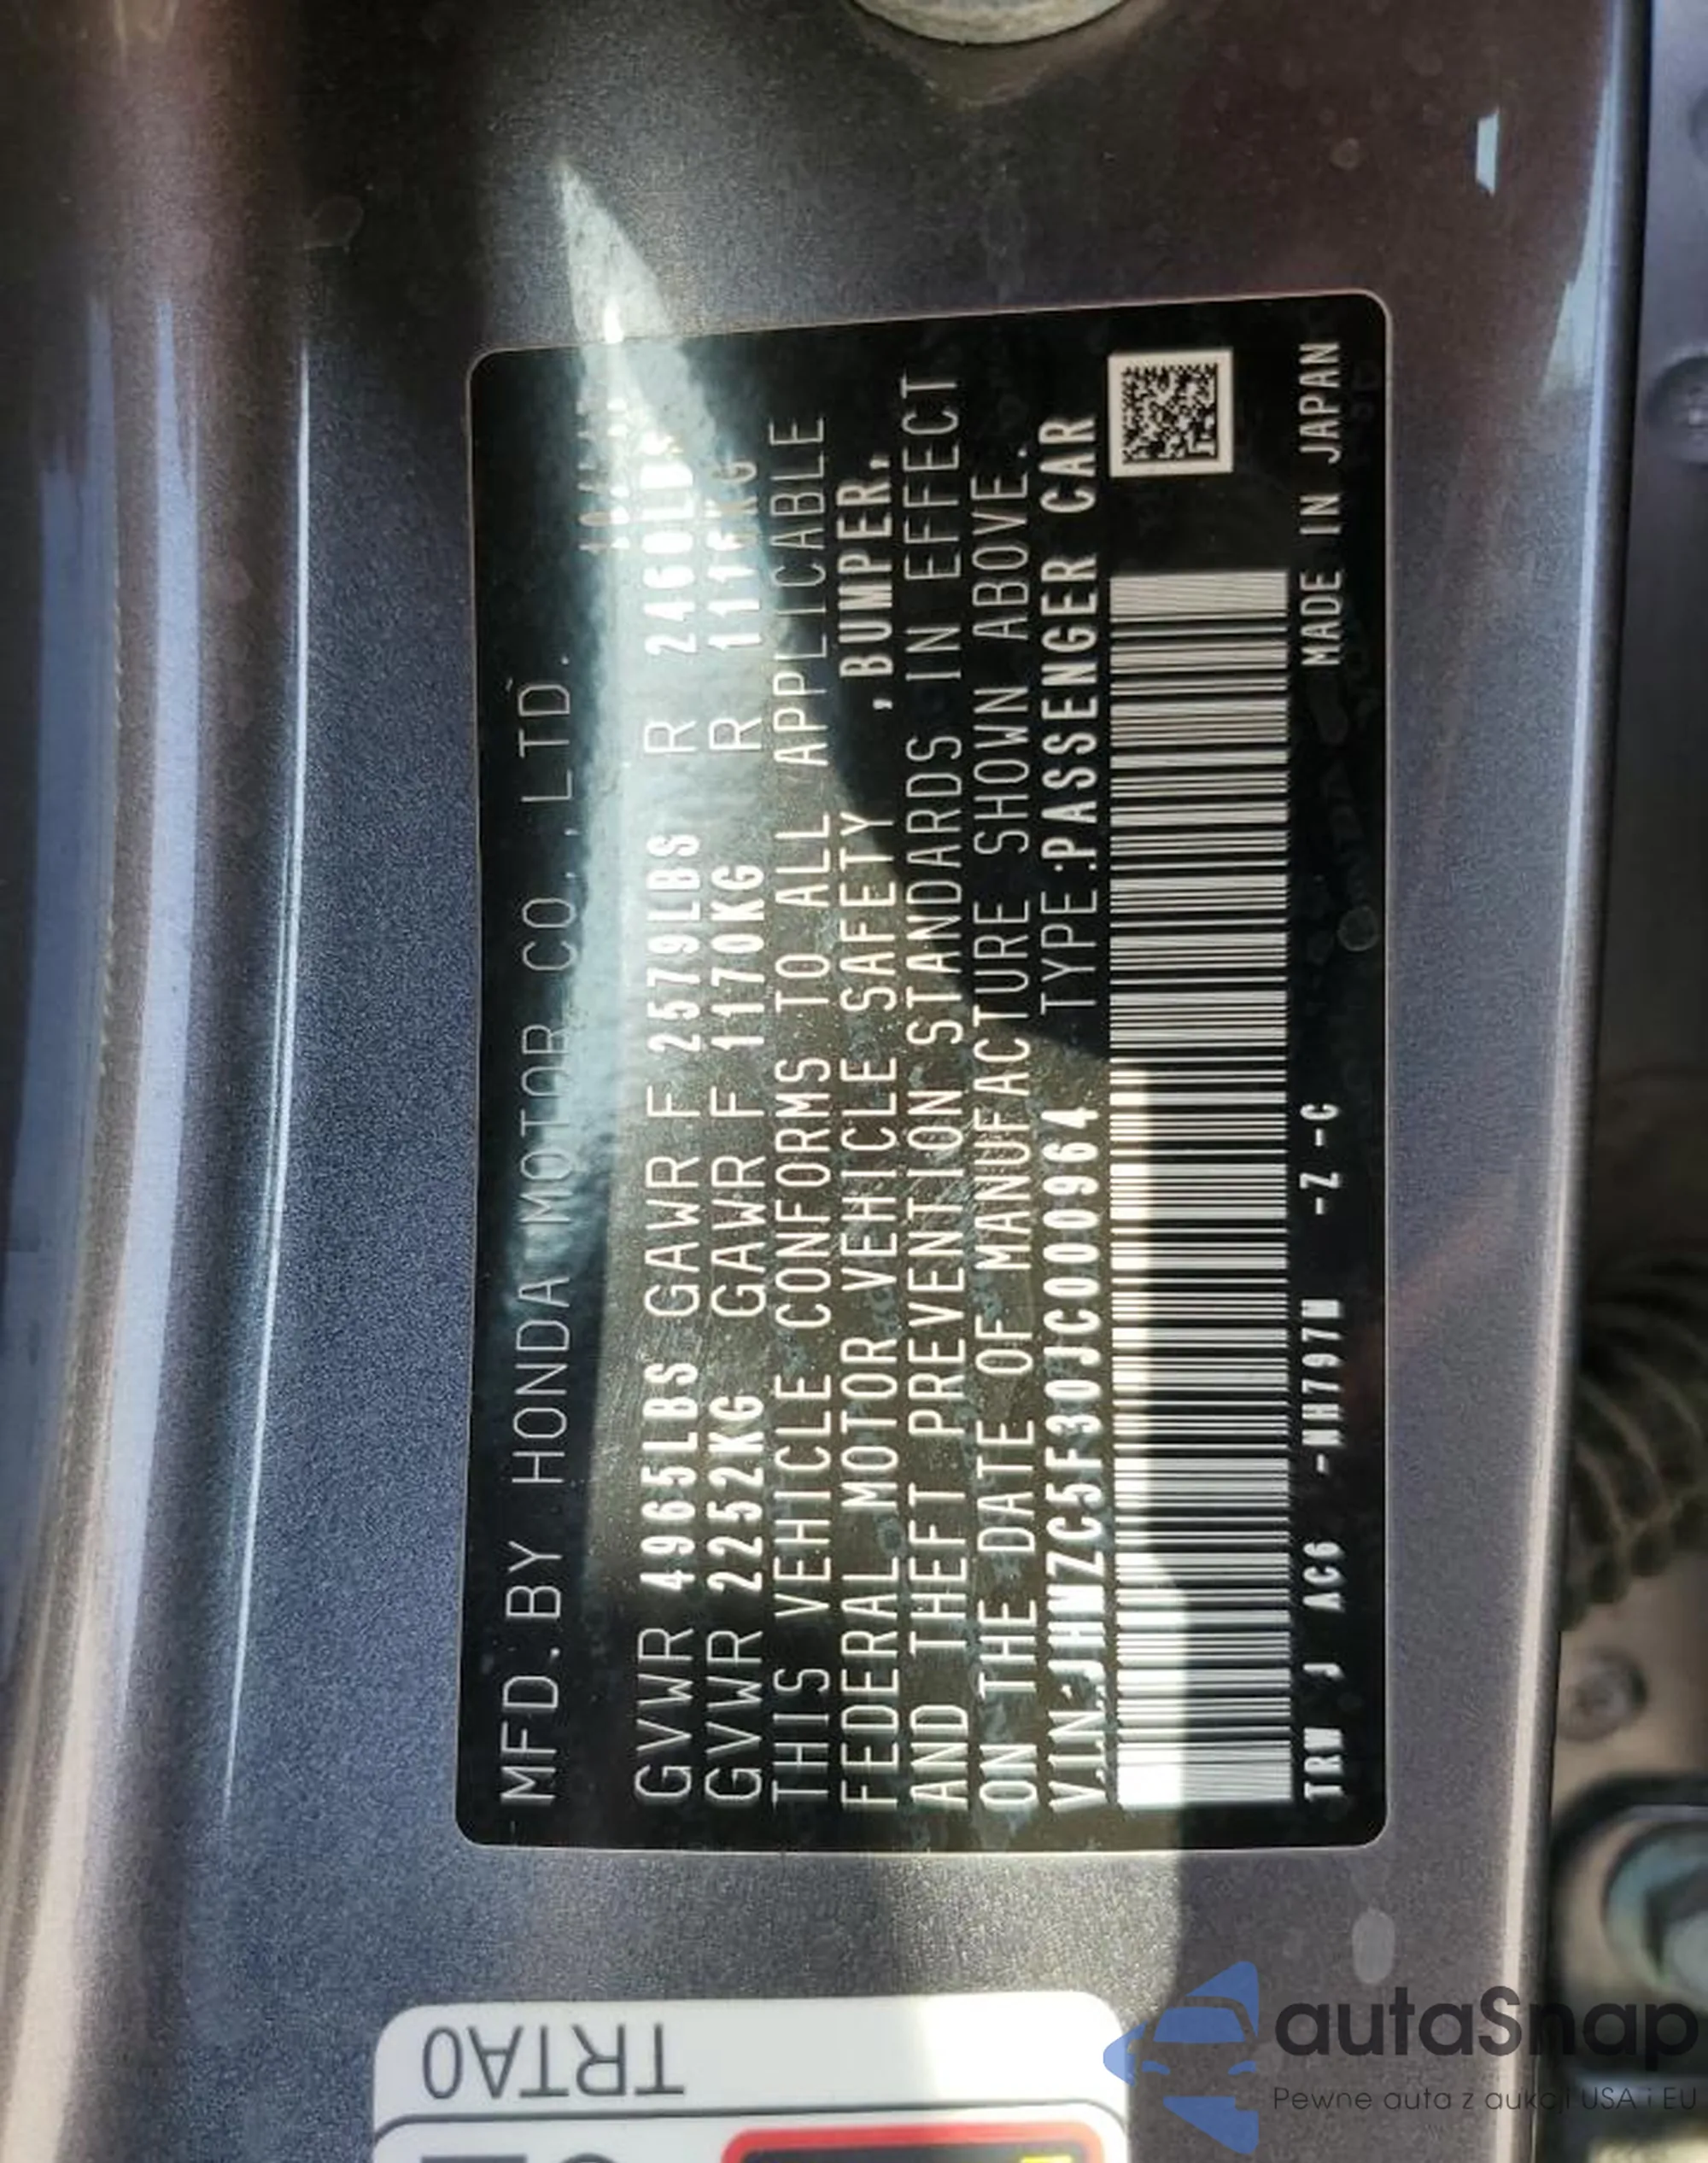 MFD.BY HONDA MOTOR CO.,LTD.
GVWR 4965LBS GAWR F 2579LBS R 2460LBS
GVWR 2252KG GAWR F 1170KG R 1116KG
THIS VEHICLE CONFORMS TO ALL APPLICABLE
FEDERAL MOTOR VEHICLE SAFETY ,BUMPER,
AND THEFT PREVENTION STANDARDS IN EFFECT
ON THE DATE OF MANUFACTURE SHOWN ABOVE.
VIN:JHMZC5F30JC000964 TYPE:PASSENGER CAR
TRW J AC6 -NH797M -Z-C MADE IN JAPAN
TRTA0
autaSnap
Pewne auta z aukcji USA i EU